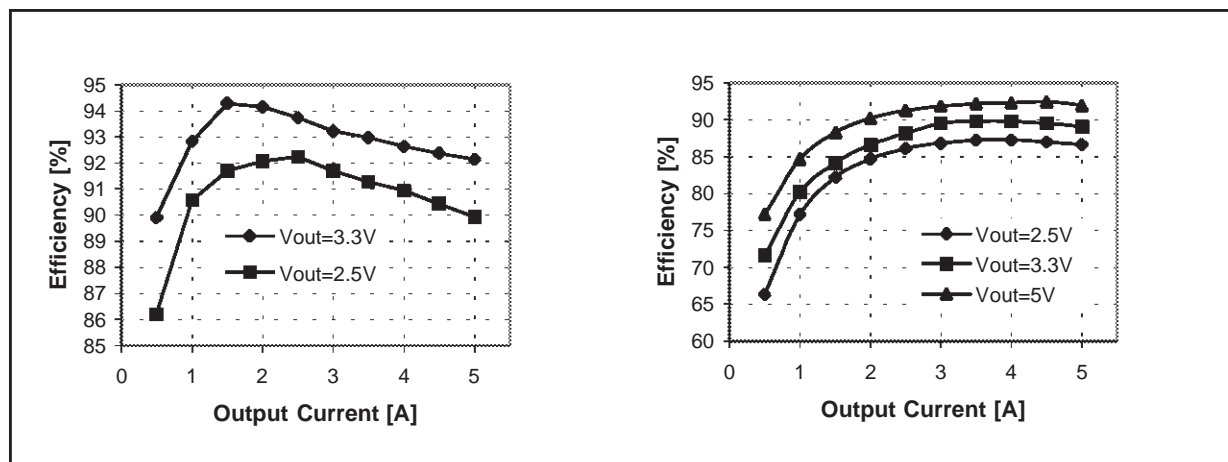 Efficiency [%]
95
94
93
92
91
90
89
88
87
86
85
Vout=3.3V
Vout=2.5V
0 1 2 3 4 5
Output Current [A]
Efficiency [%]
95
90
85
80
75
70
65
60
Vout=2.5V
Vout=3.3V
Vout=5V
0 1 2 3 4 5
Output Current [A]